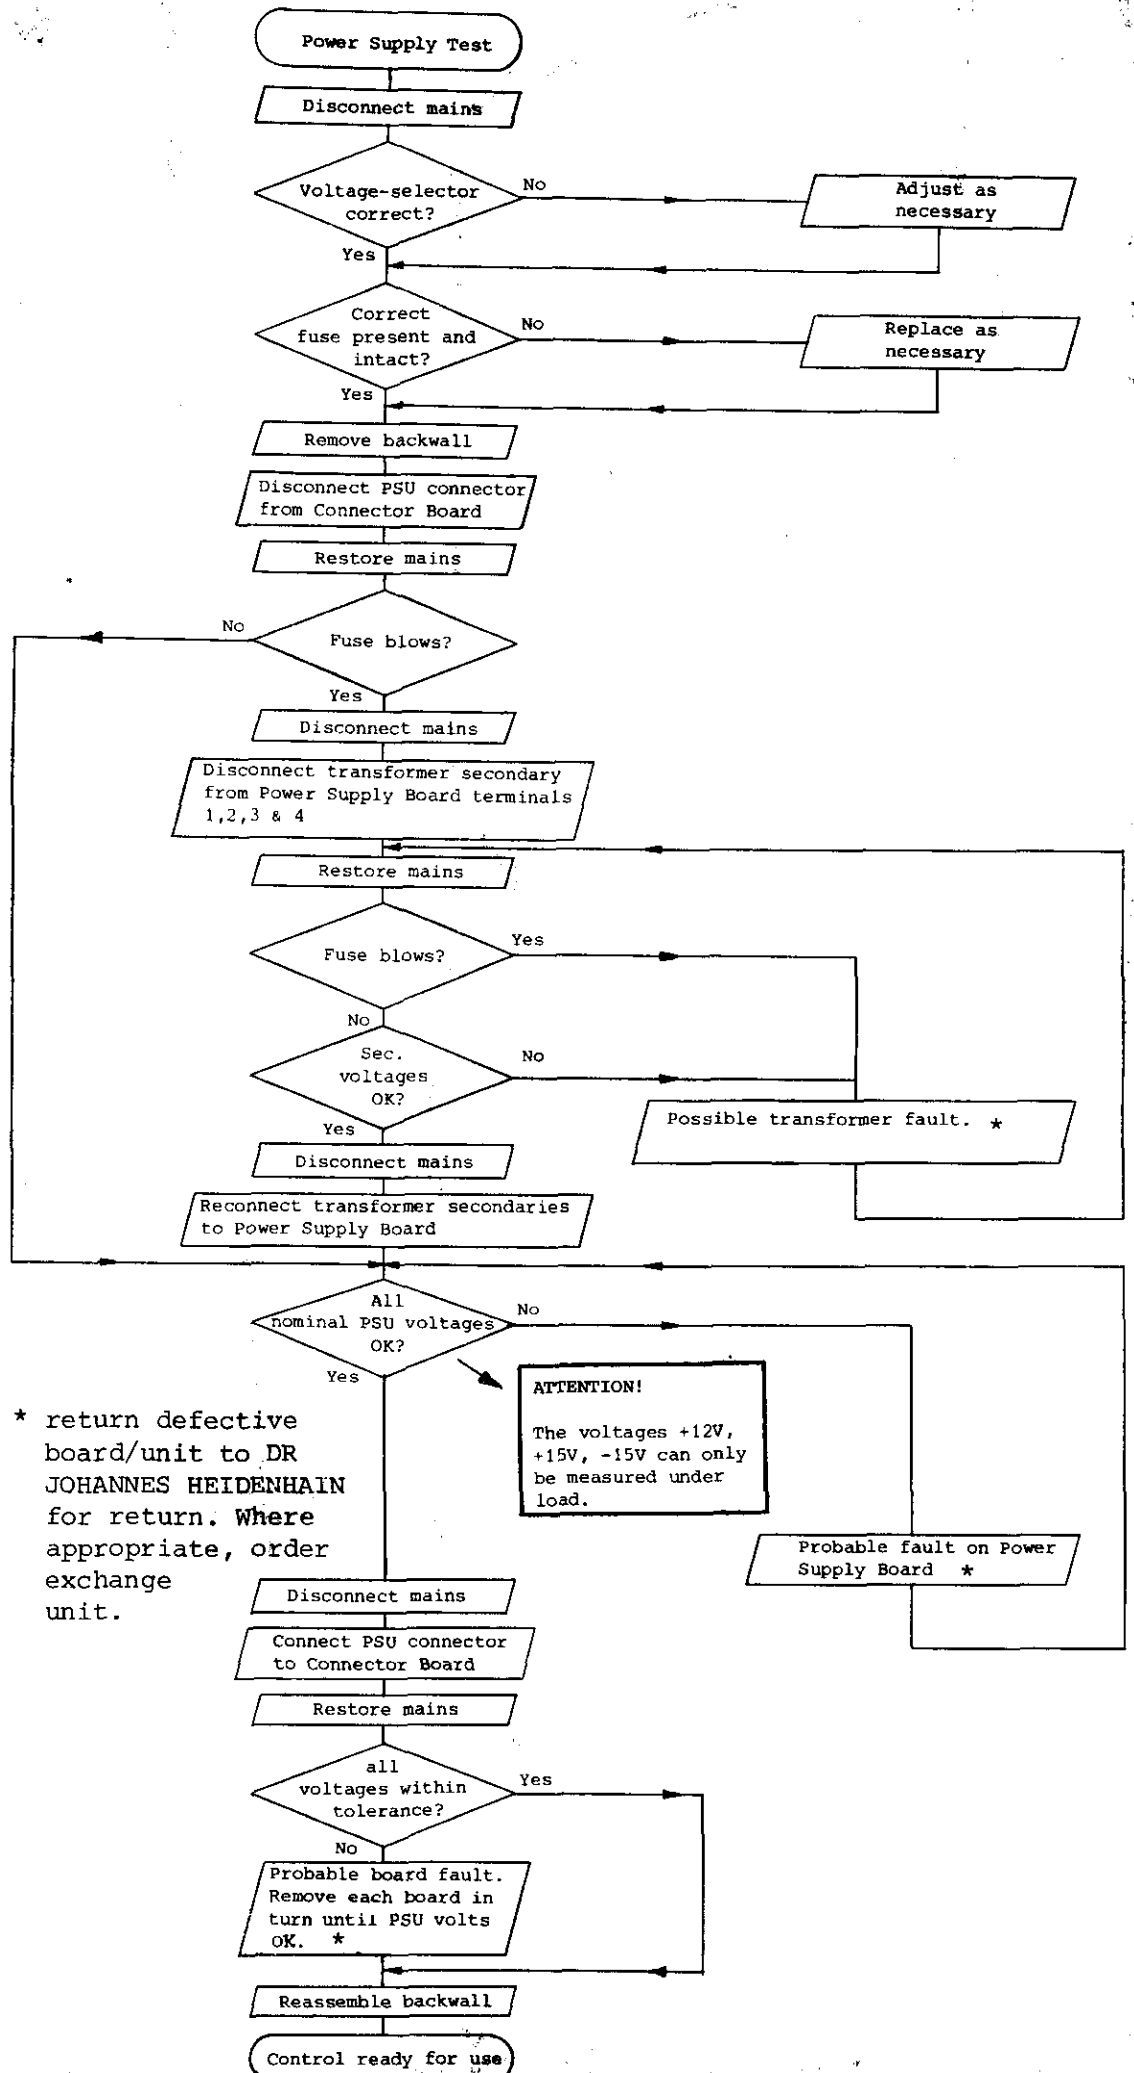 Power Supply Test
Disconnect mains
Voltage-selector
correct?
No
Adjust as
necessary
Yes
Correct
fuse present and
intact?
No
Replace as
necessary
Yes
Remove backwall
Disconnect PSU connector
from Connector Board
Restore mains
No
Fuse blows?
Yes
Disconnect mains
Disconnect transformer secondary
from Power Supply Board terminals
1,2,3 & 4
Restore mains
Fuse blows?
Yes
No
Sec.
voltages
OK?
No
Possible transformer fault. *
Yes
Disconnect mains
Reconnect transformer secondaries
to Power Supply Board
All
nominal PSU voltages
OK?
No
Yes
ATTENTION!
The voltages +12V,
+15V, -15V can only
be measured under
load.
* return defective
board/unit to DR
JOHANNES HEIDENHAIN
for return. Where
appropriate, order
exchange
unit.
Probable fault on Power
Supply Board *
Disconnect mains
Connect PSU connector
to Connector Board
Restore mains
all
voltages within
tolerance?
Yes
No
Probable board fault.
Remove each board in
turn until PSU volts
OK. *
Reassemble backwall
Control ready for use